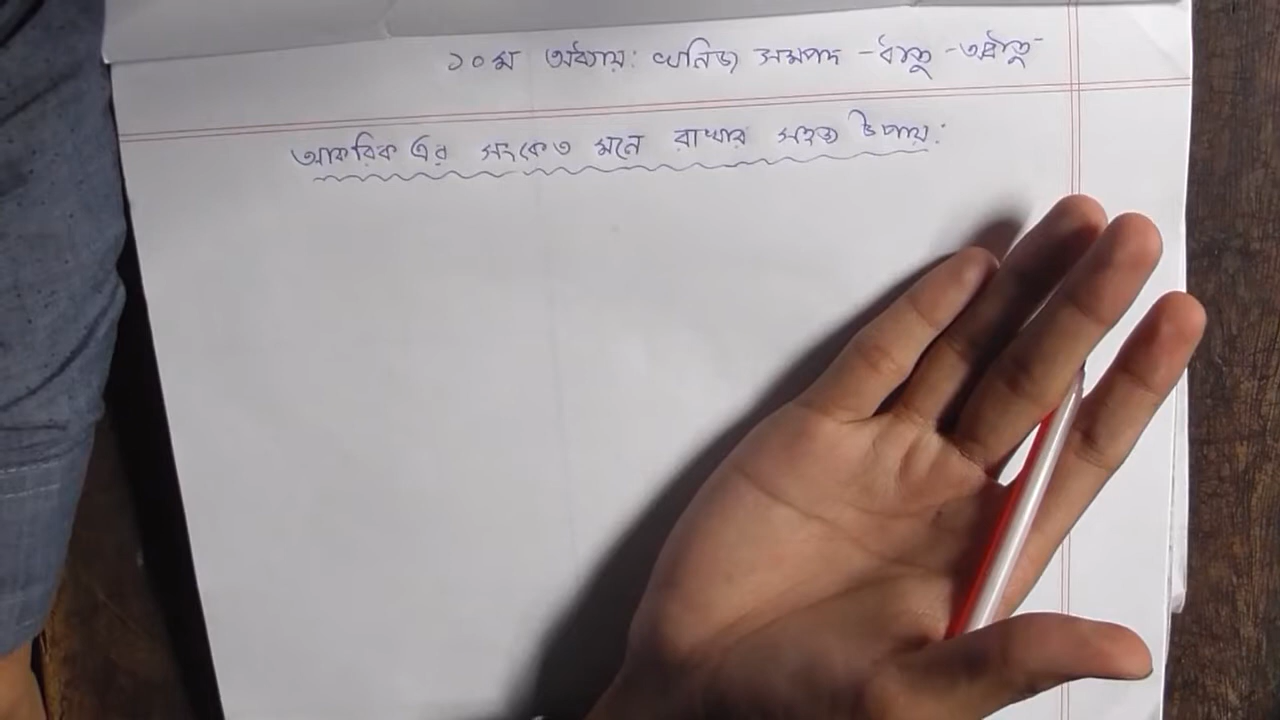 ১০ম অধ্যায়: খনিজ সম্পদ - ধাতু - অধাতু
আকরিক এর সংকেত মনে রাখার সহজ উপায়: